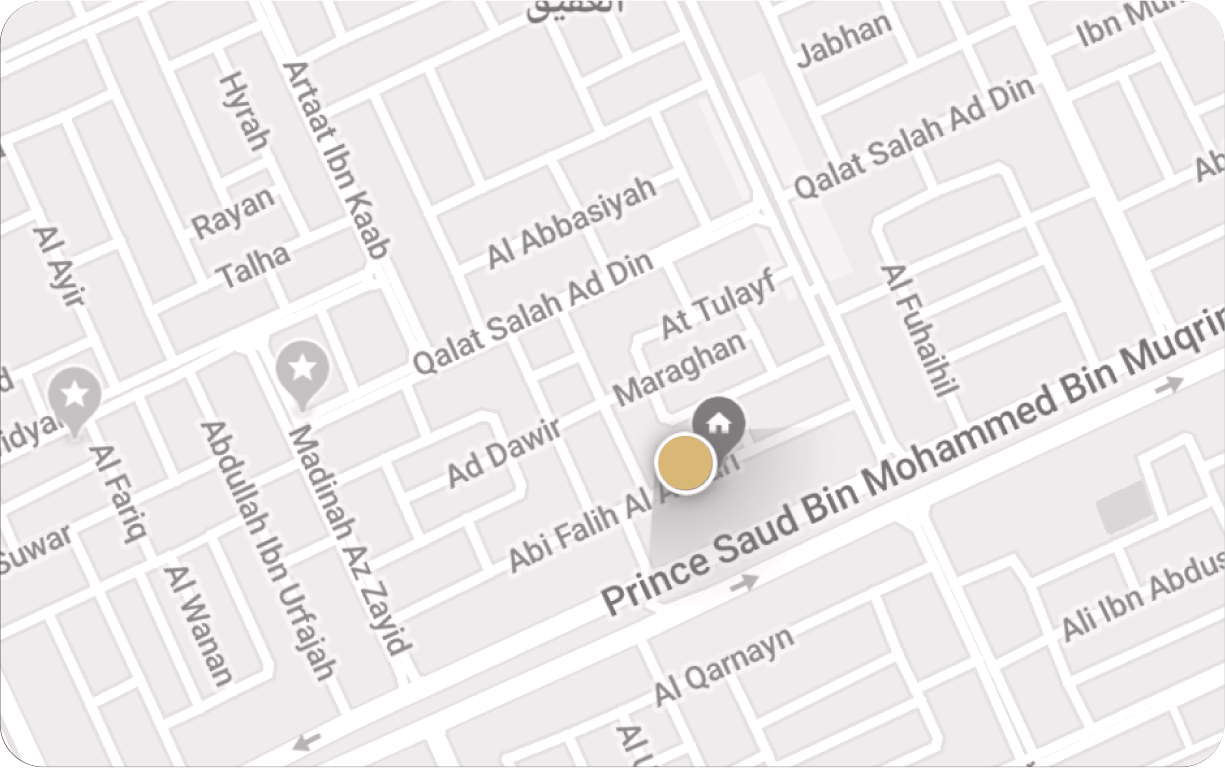 العقيق
Jabhan
Hyrah
Artaat Ibn Kaab
Qalat Salah Ad Din
Rayan
Al Abbasiyah
Al Ayir
Talha
Qalat Salah Ad Din
At Tulayf
Al Fuhaihil
Maraghan
Prince Saud Bin Mohammed Bin Muqrin
Ad Dawir
Abi Falih Al
Abdullah Ibn Urfajah
Madinah Az Zayid
Al Fariq
Suwar
Al Wanan
Al Qarnayn
Ali Ibn Abdus